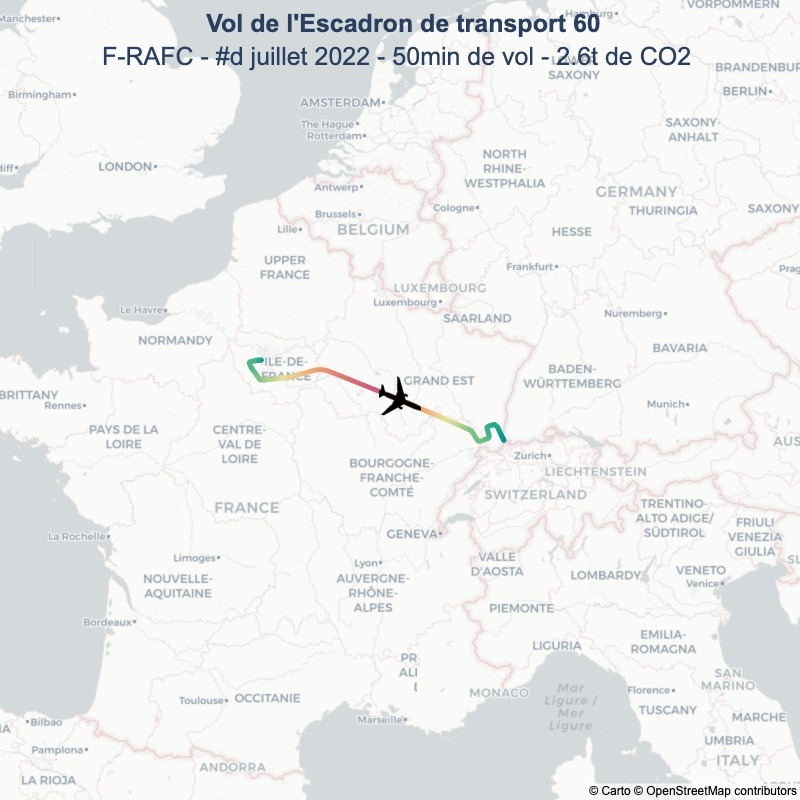 Vol de l'Escadron de transport 60
F-RAFC - #d juillet 2022 - 50min de vol - 2.6t de CO2
Hamburg
VORPOMMERN
LOWER
SAXONY
BRANDENBURG
BERLIN
Manchester
Birmingham
AMSTERDAM
The Hague
Rotterdam
SAXONY-
ANHALT
diff
LONDON
NORTH
RHINE-
WESTPHALIA
Antwerp
GERMANY
Brussels
Cologne
THURINGIA
SAXONY
Lille
BELGIUM
HESSE
UPPER
FRANCE
Frankfurt
Prag
LUXEMBOURG
Luxembourg
Le Havre
SAARLAND
Nuremberg
NORMANDY
BAVARIA
ILE-DE-
FRANCE
GRAND EST
BADEN-
WÜRTTEMBERG
BRITTANY
Rennes
Munich
PAYS DE LA
LOIRE
CENTRE-
VAL DE
LOIRE
AUS
Zurich
BOURGOGNE-
FRANCHE-
COMTÉ
LIECHTENSTEIN
SWITZERLAND
FRANCE
TRENTINO-
ALTO ADIGE/
SÜDTIROL
La Rochelle
GENEVA
FRIULI
VENEZIA
GIULIA
Limoges
Lyon
VALLE
D'AOSTA
SL
NOUVELLE-
AQUITAINE
AUVERGNE-
RHÔNE-
ALPES
LOMBARDY
VENETO
Venice
Bordeaux
PIEMONTE
LIGURIA
EMILIA-
ROMAGNA
PR
ALI
Toulouse
OCCITANIE
MONACO
Mar
Ligure /
Mer
Ligure
Florence
SAN
MARINO
TUSCANY
Marseille
MARCHE
Bilbao
Pamplona
UMBRIA
ITALY
ANDORRA
LA RIOJA
© Carto © OpenStreetMap contributors